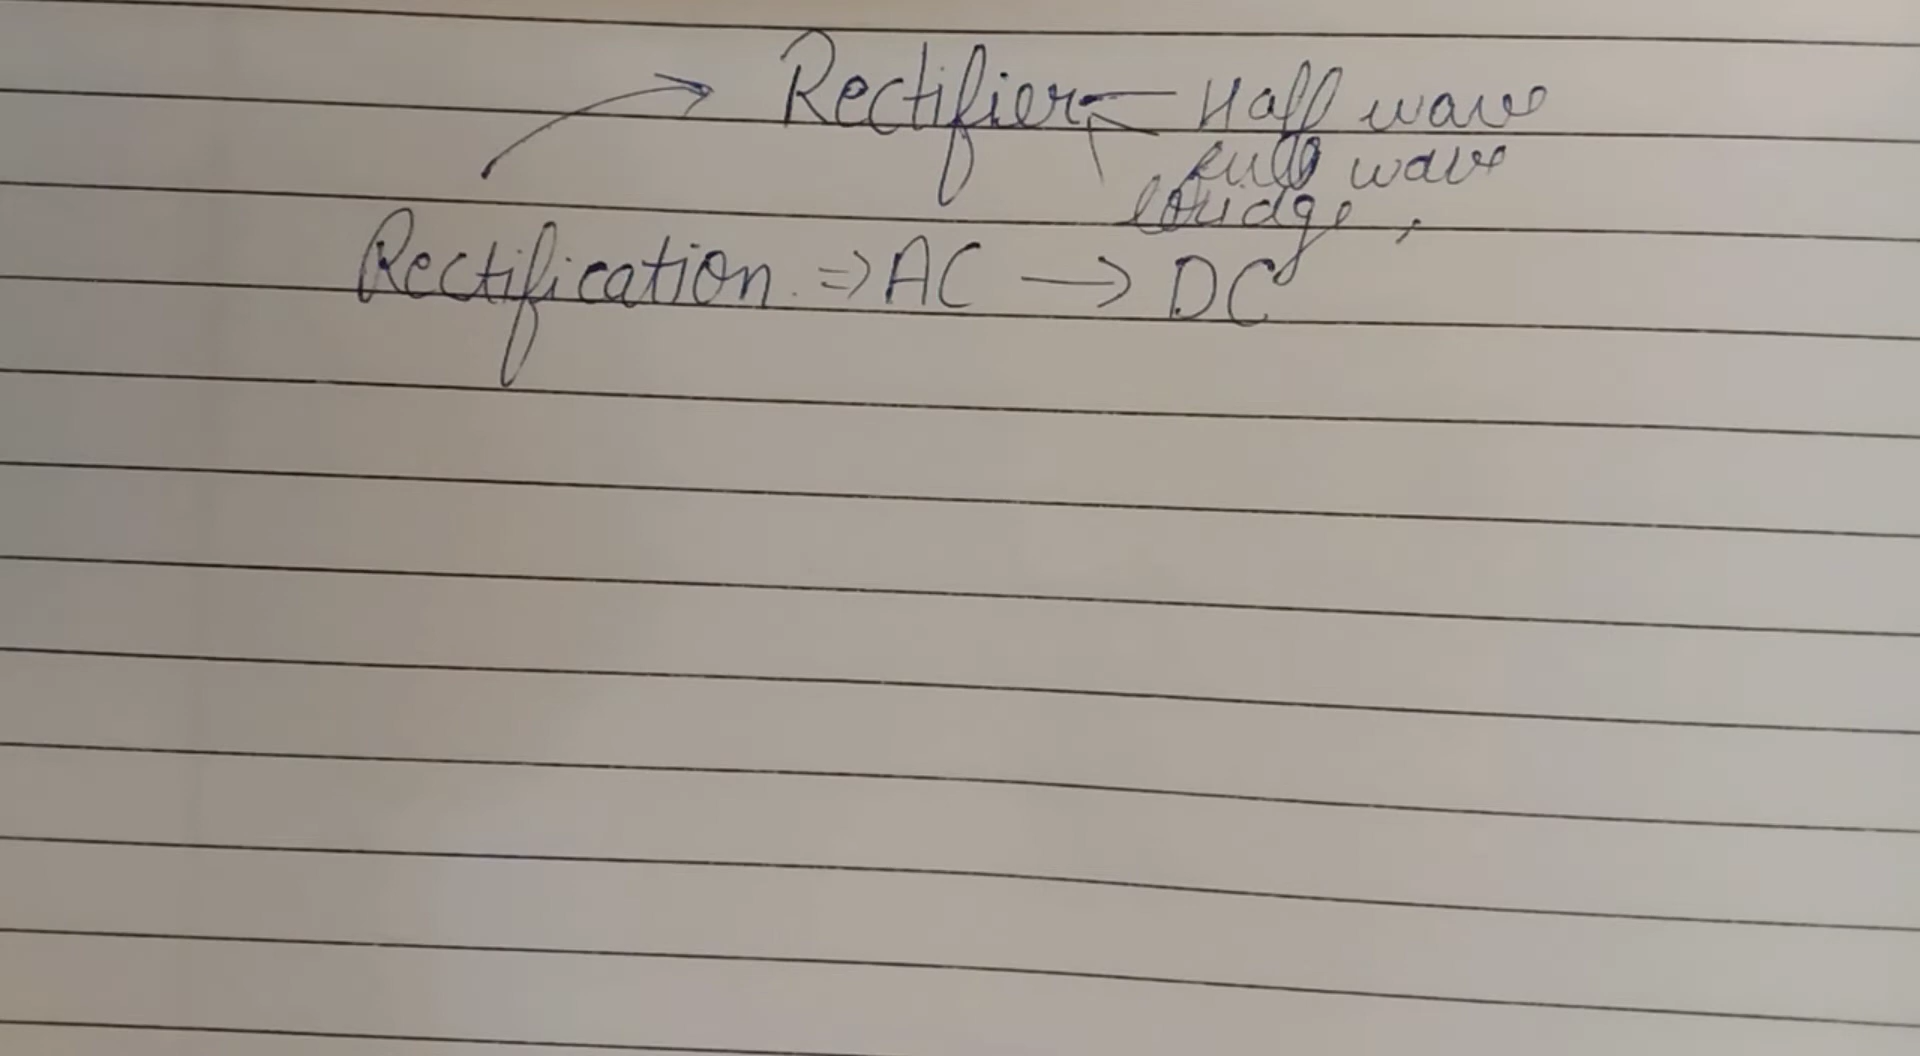 → Rectifier ← Half wave
full wave
bridge,
Rectification ⇒ AC → DC